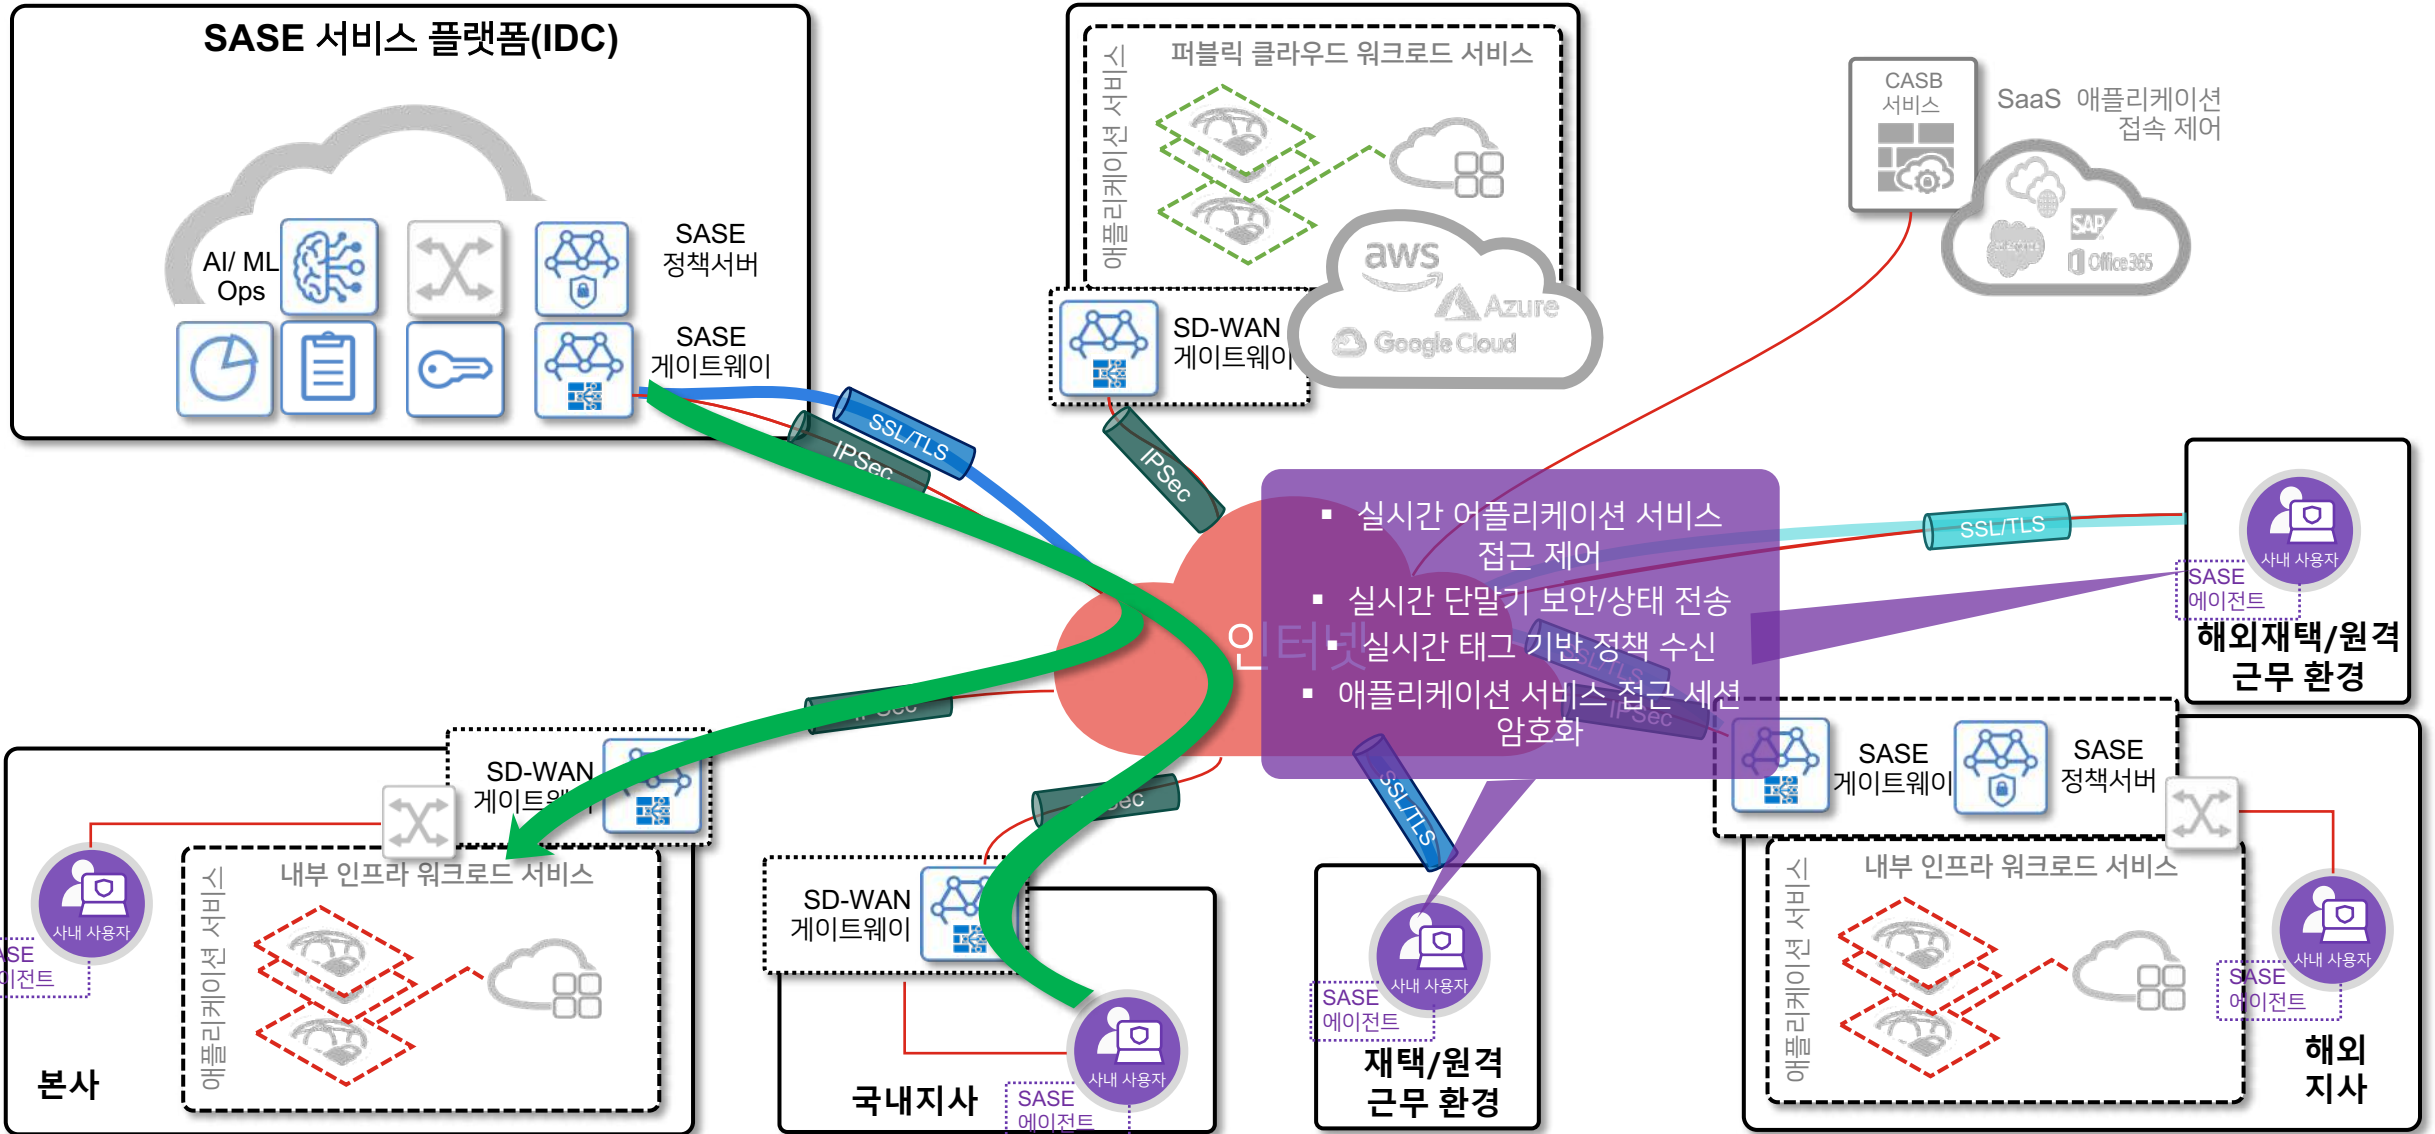 SASE 서비스 플랫폼(IDC)
AI/ ML
Ops
SASE
정책서버
SASE
게이트웨이
SSL/TLS
IPSec
애플리케이션 서비스
퍼블릭 클라우드 워크로드 서비스
aws
Azure
Google Cloud
SD-WAN
게이트웨이
IPSec
CASB
서비스
SaaS 애플리케이션
접속 제어
SAP
Office 365
인터넷
▪ 실시간 어플리케이션 서비스
접근 제어
▪ 실시간 단말기 보안/상태 전송
▪ 실시간 태그 기반 정책 수신
▪ 애플리케이션 서비스 접근 세션
암호화
SSL/TLS
사내 사용자
SASE
에이전트
해외재택/원격
근무 환경
SSL/TLS
IPSec
IPSec
SD-WAN
게이트웨이
사내 사용자
애플리케이션 서비스
내부 인프라 워크로드 서비스
본사
SD-WAN
게이트웨이
사내 사용자
SASE
에이전트
국내지사
SSL/TLS
사내 사용자
SASE
에이전트
재택/원격
근무 환경
SASE
게이트웨이
SASE
정책서버
애플리케이션 서비스
내부 인프라 워크로드 서비스
사내 사용자
SASE
에이전트
해외
지사